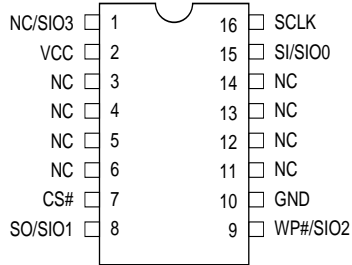 NC/SIO3 1 16 SCLK
VCC 2 15 SI/SIO0
NC 3 14 NC
NC 4 13 NC
NC 5 12 NC
NC 6 11 NC
CS# 7 10 GND
SO/SIO1 8 9 WP#/SIO2